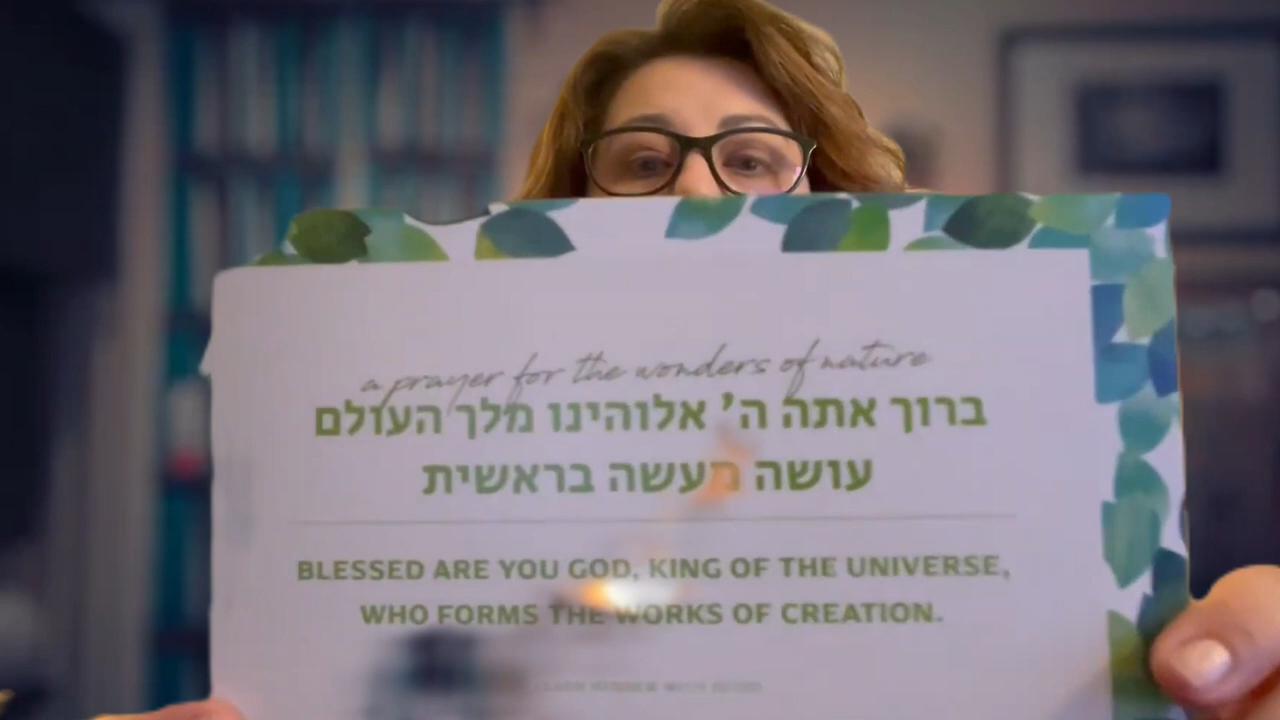 a prayer for the wonders of nature
ברוך אתה ה' אלוהינו מלך העולם
עושה מעשה בראשית
BLESSED ARE YOU GOD, KING OF THE UNIVERSE,
WHO FORMS THE WORKS OF CREATION.